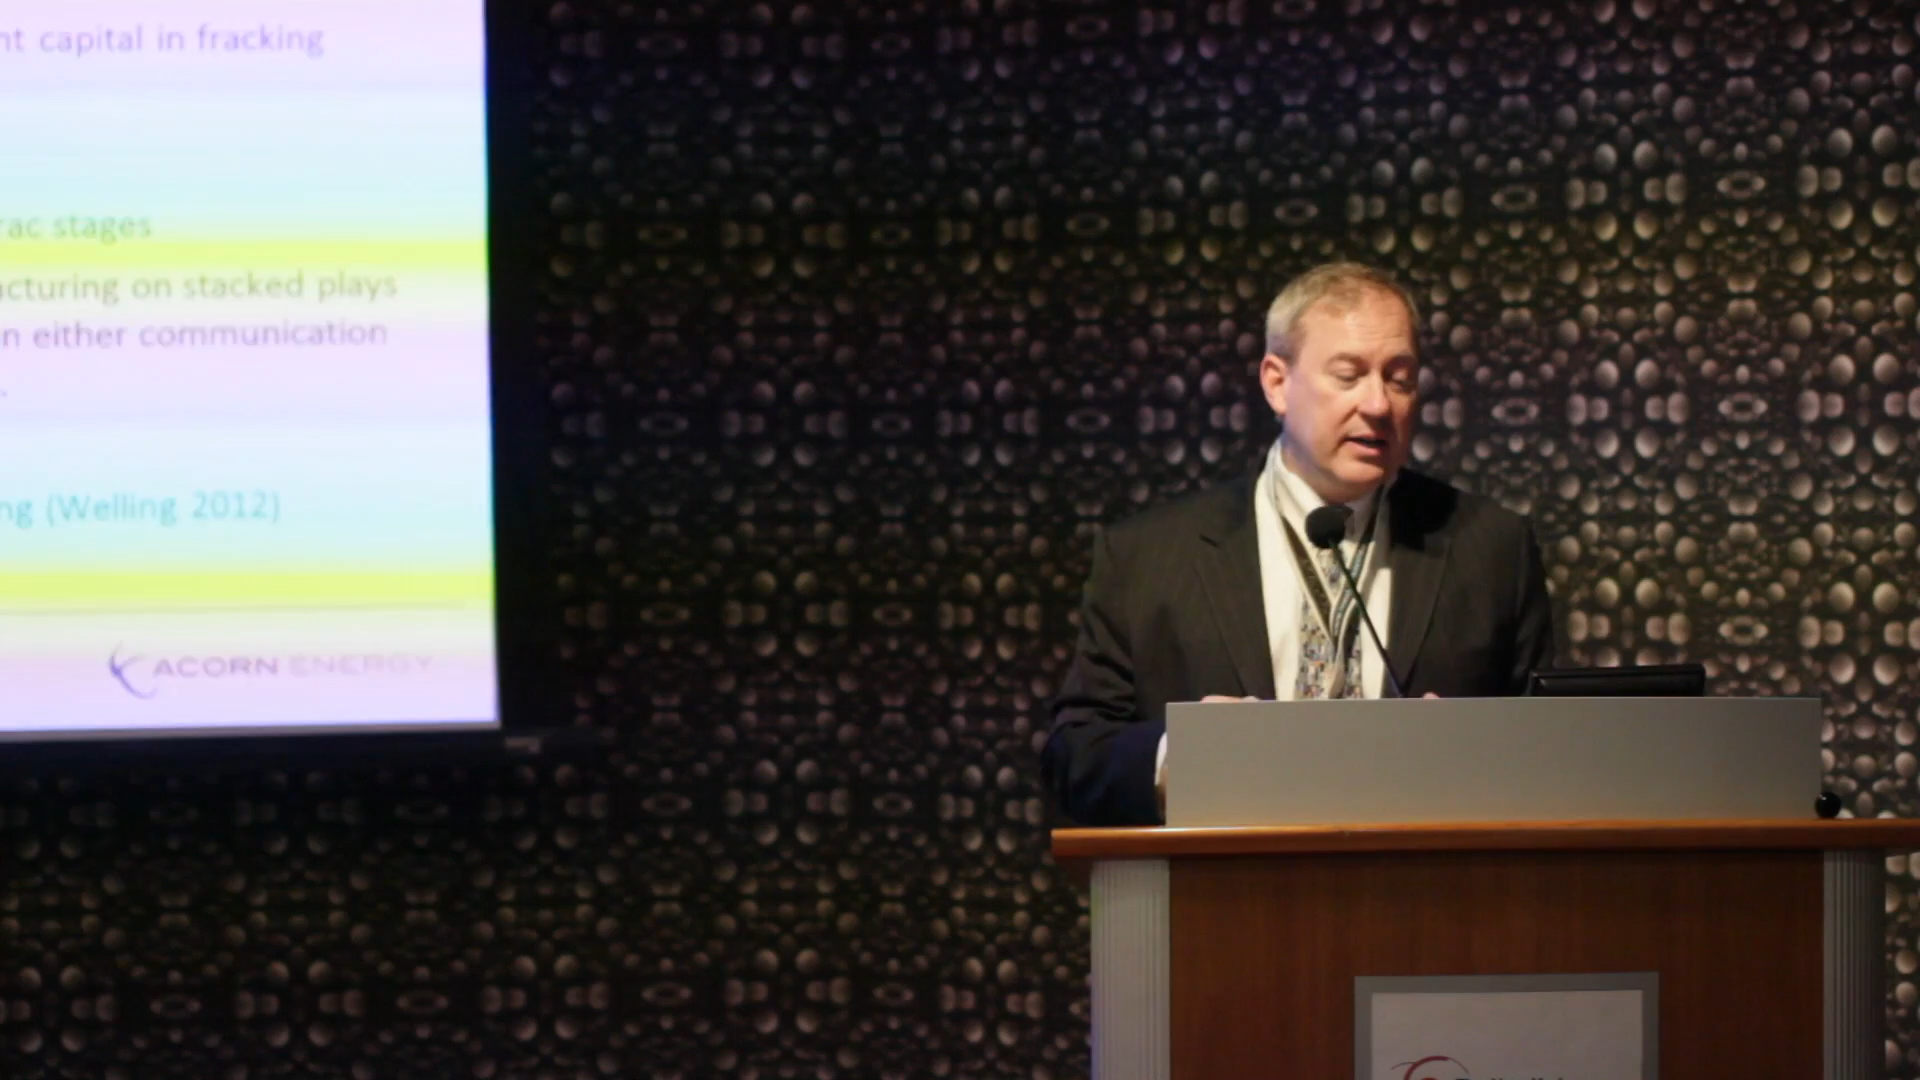 nt capital in fracking
rac stages
acturing on stacked plays
n either communication
.
ng (Welling 2012)
ACORN ENERGY